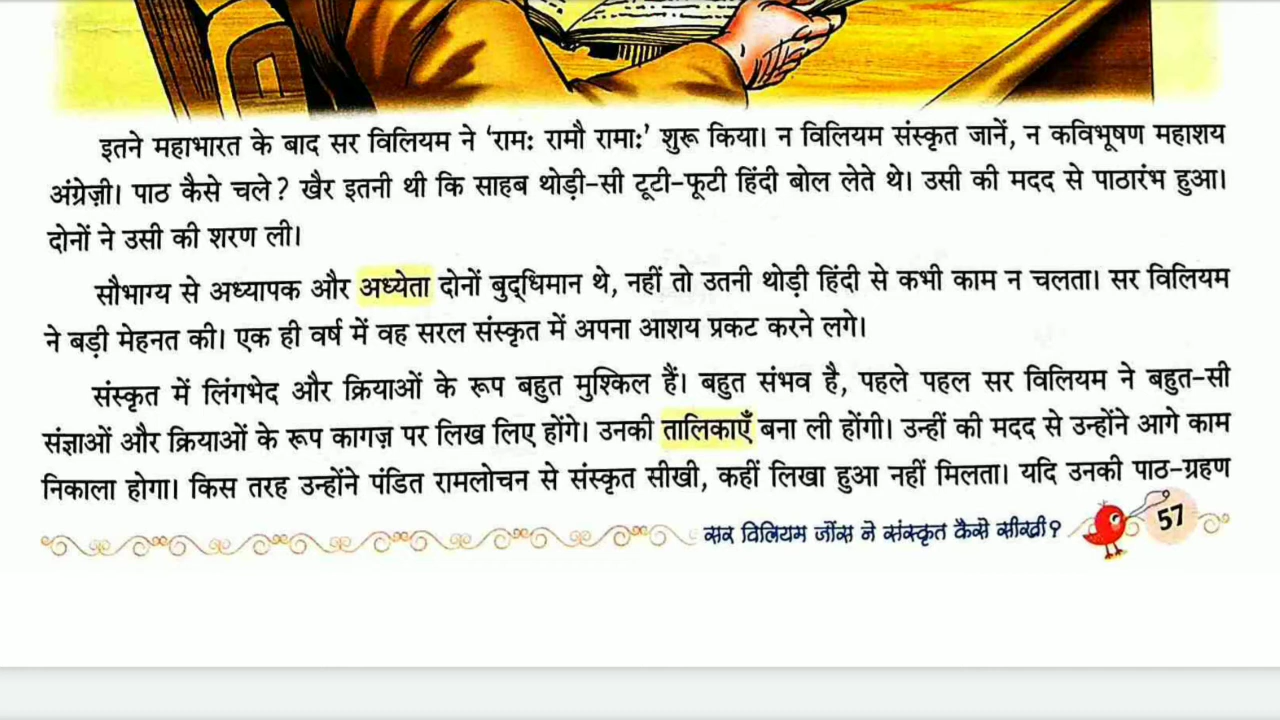 इतने महाभारत के बाद सर विलियम ने ‘रामः रामौ रामाः’ शुरू किया। न विलियम संस्कृत जानें, न कविभूषण महाशय
अंग्रेज़ी। पाठ कैसे चले? खैर इतनी थी कि साहब थोड़ी-सी टूटी-फूटी हिंदी बोल लेते थे। उसी की मदद से पाठारंभ हुआ।
दोनों ने उसी की शरण ली।
सौभाग्य से अध्यापक और अध्येता दोनों बुद्धिमान थे, नहीं तो उतनी थोड़ी हिंदी से कभी काम न चलता। सर विलियम
ने बड़ी मेहनत की। एक ही वर्ष में वह सरल संस्कृत में अपना आशय प्रकट करने लगे।
संस्कृत में लिंगभेद और क्रियाओं के रूप बहुत मुश्किल हैं। बहुत संभव है, पहले पहल सर विलियम ने बहुत-सी
संज्ञाओं और क्रियाओं के रूप कागज़ पर लिख लिए होंगे। उनकी तालिकाएँ बना ली होंगी। उन्हीं की मदद से उन्होंने आगे काम
निकाला होगा। किस तरह उन्होंने पंडित रामलोचन से संस्कृत सीखी, कहीं लिखा हुआ नहीं मिलता। यदि उनकी पाठ-ग्रहण
सर विलियम जोंस ने संस्कृत कैसे सीखी? 57